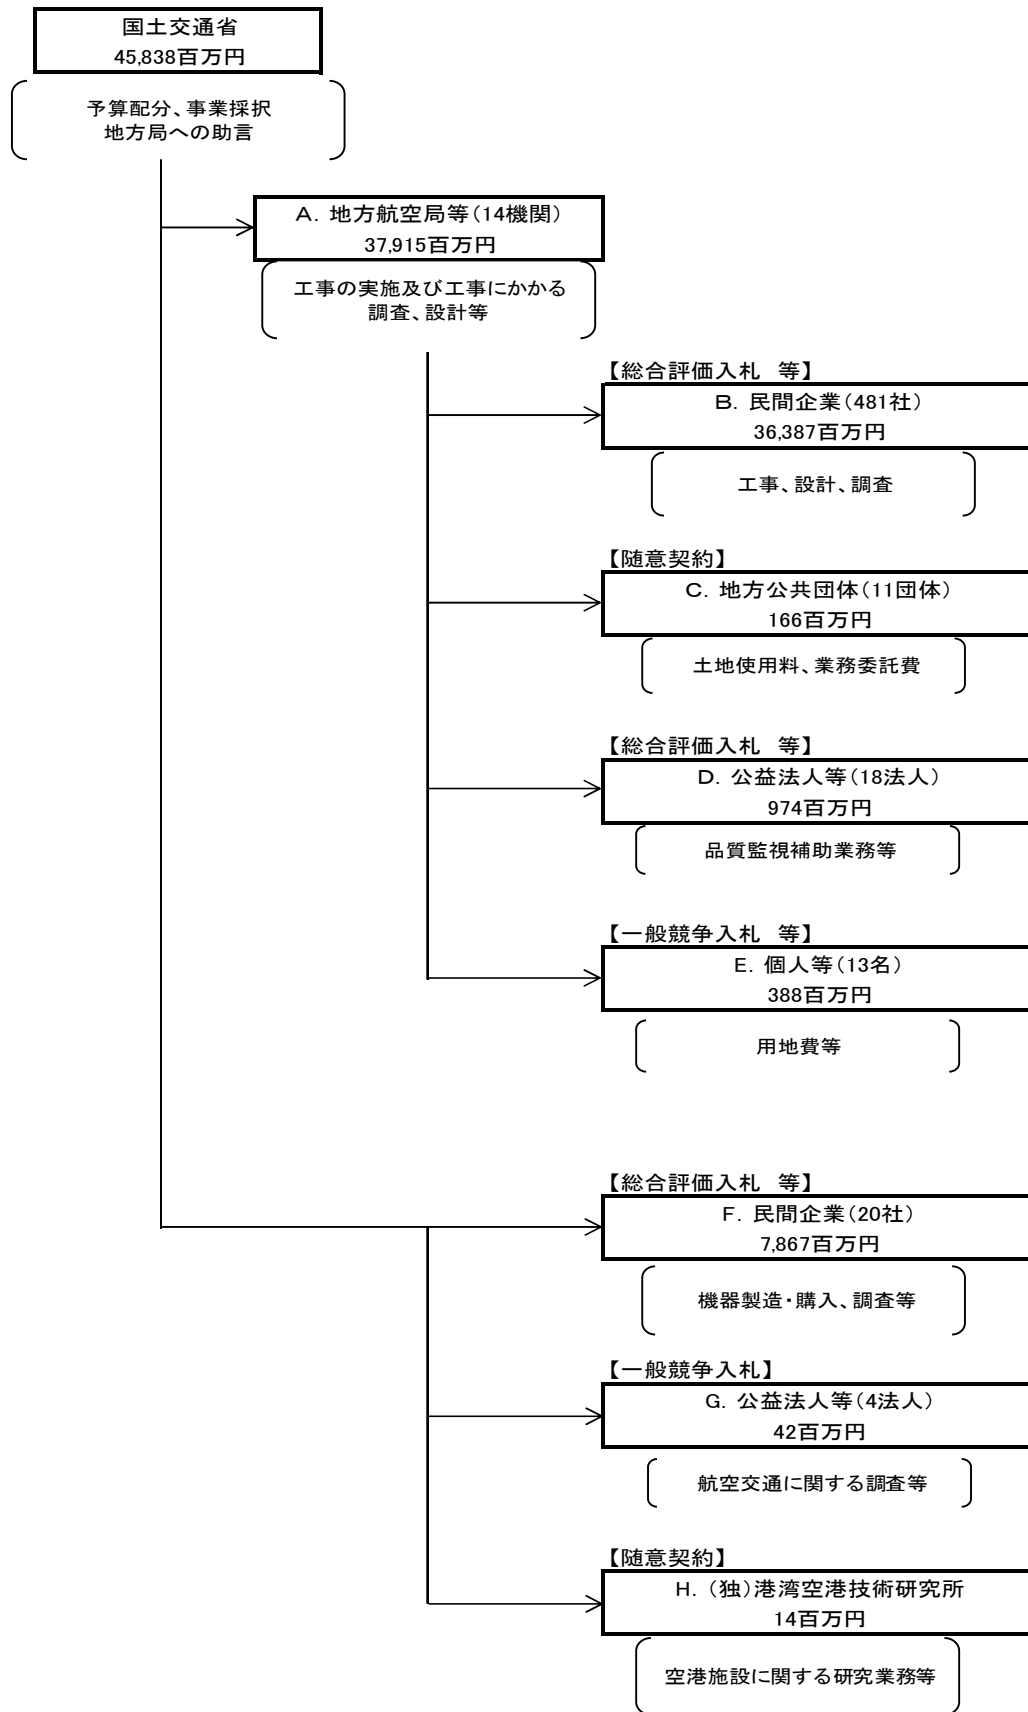 国土交通省
45,838百万円
予算配分、事業採択
地方局への助言
A. 地方航空局等(14機関)
37,915百万円
工事の実施及び工事にかかる
調査、設計等
【総合評価入札　等】
B. 民間企業(481社)
36,387百万円
工事、設計、調査
【随意契約】
C. 地方公共団体(11団体)
166百万円
土地使用料、業務委託費
【総合評価入札　等】
D. 公益法人等(18法人)
974百万円
品質監視補助業務等
【一般競争入札　等】
E. 個人等(13名)
388百万円
用地費等
【総合評価入札　等】
F. 民間企業(20社)
7,867百万円
機器製造・購入、調査等
【一般競争入札】
G. 公益法人等(4法人)
42百万円
航空交通に関する調査等
【随意契約】
H. (独)港湾空港技術研究所
14百万円
空港施設に関する研究業務等